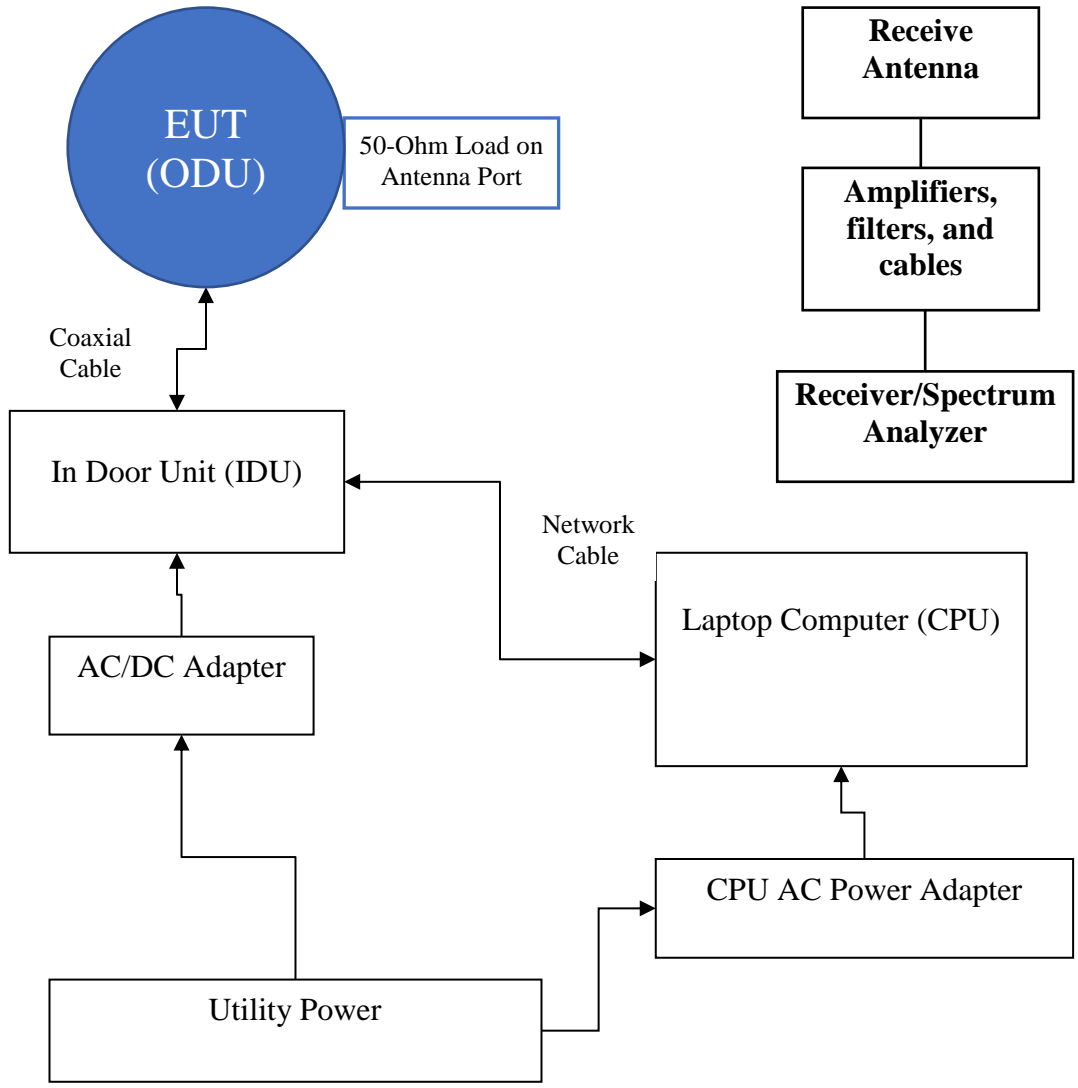 EUT
(ODU)
50-Ohm Load on
Antenna Port
Receive
Antenna
Amplifiers,
filters, and
cables
Receiver/Spectrum
Analyzer
Coaxial
Cable
In Door Unit (IDU)
Network
Cable
Laptop Computer (CPU)
AC/DC Adapter
CPU AC Power Adapter
Utility Power